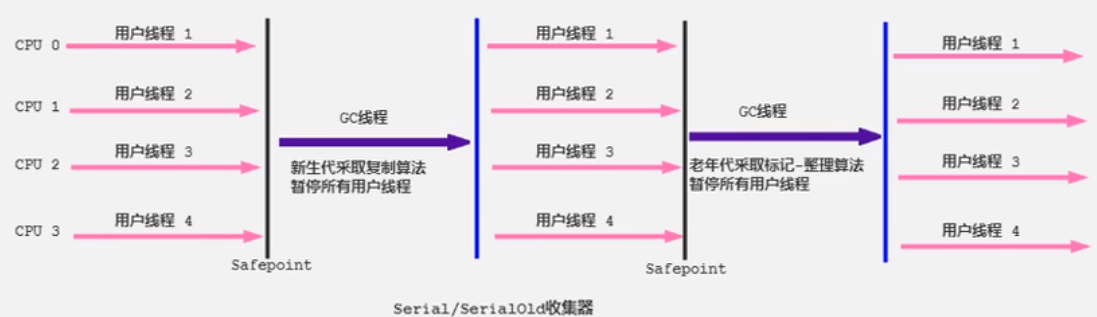 CPU 0
用户线程 1
用户线程 1
用户线程 1
CPU 1
用户线程 2
用户线程 2
用户线程 2
GC线程
GC线程
CPU 2
用户线程 3
用户线程 3
用户线程 3
新生代采取复制算法
暂停所有用户线程
老年代采取标记-整理算法
暂停所有用户线程
CPU 3
用户线程 4
用户线程 4
用户线程 4
Safepoint
Safepoint
Serial/SerialOld收集器